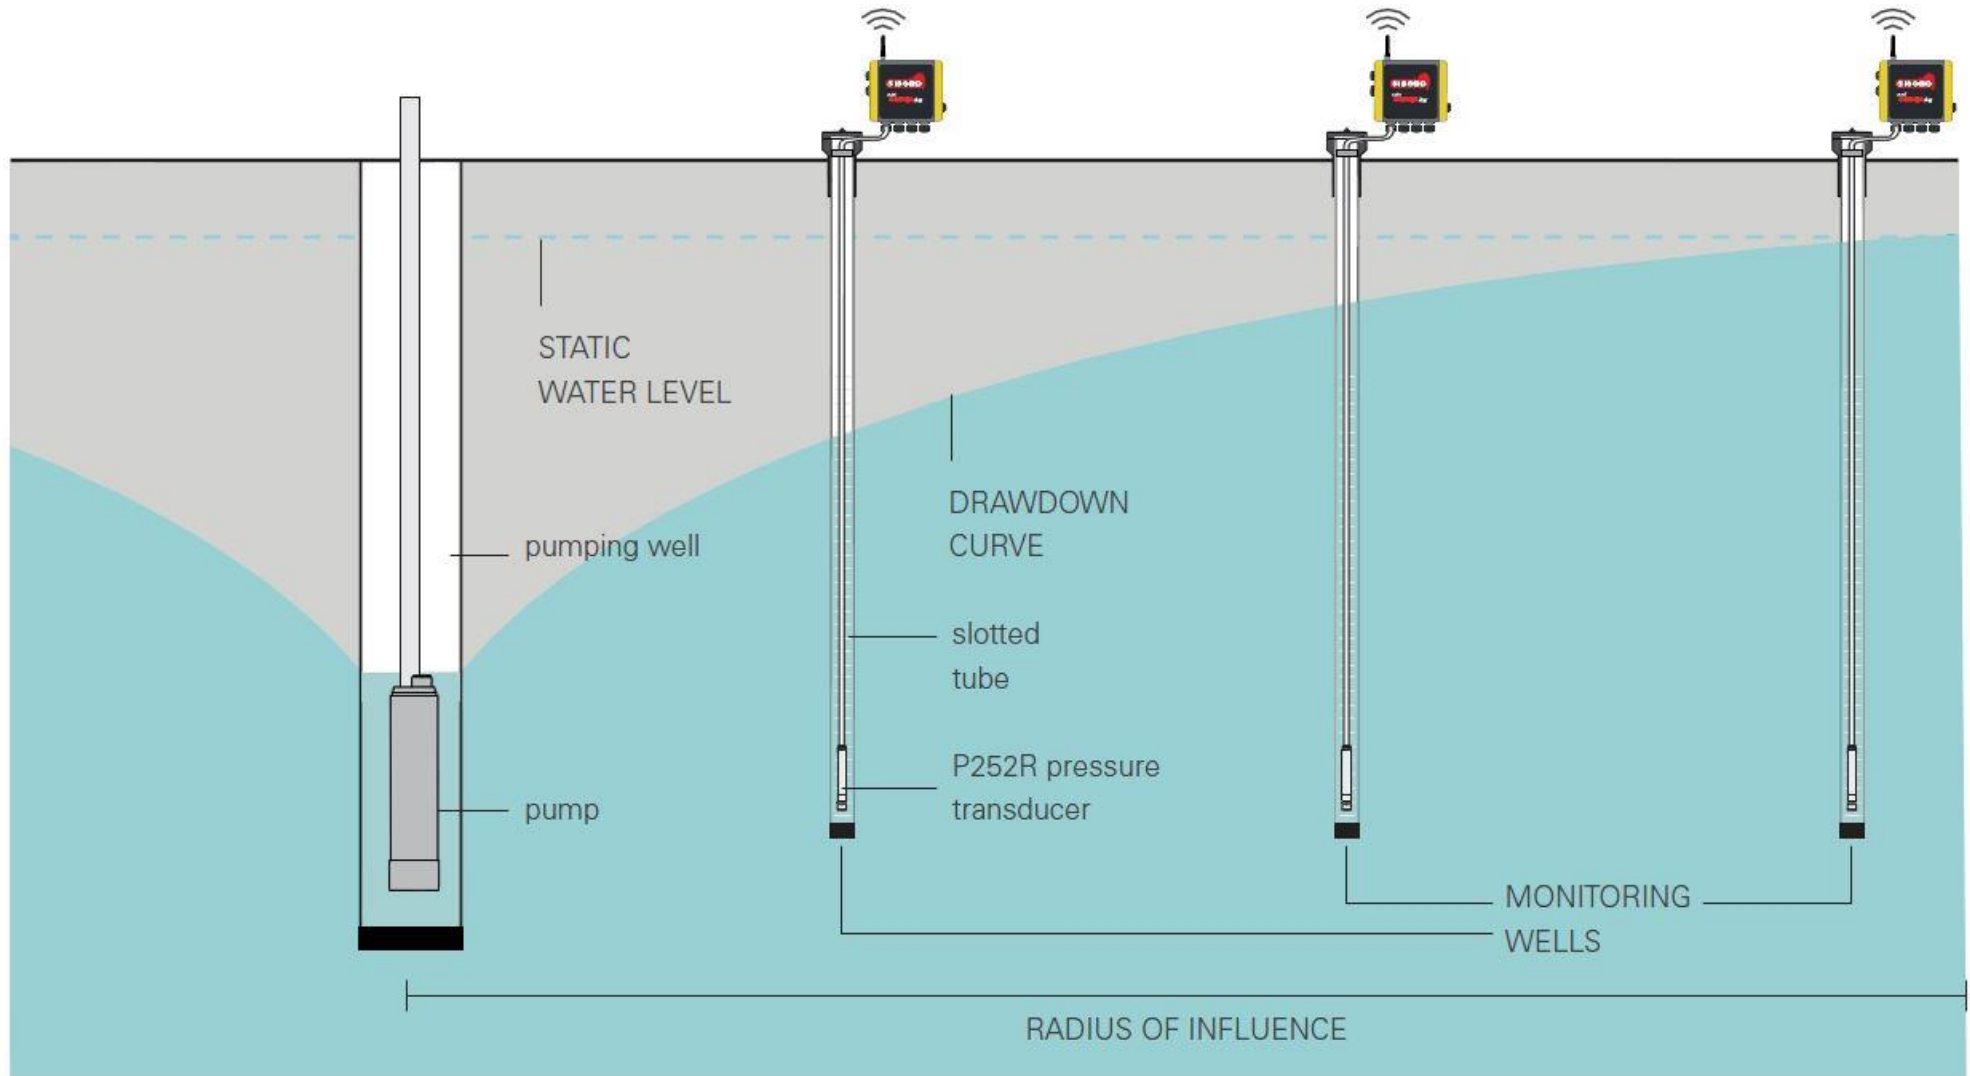 STATIC
WATER LEVEL
DRAWDOWN
CURVE
pumping well
slotted
tube
P252R pressure
transducer
pump
MONITORING
WELLS
RADIUS OF INFLUENCE